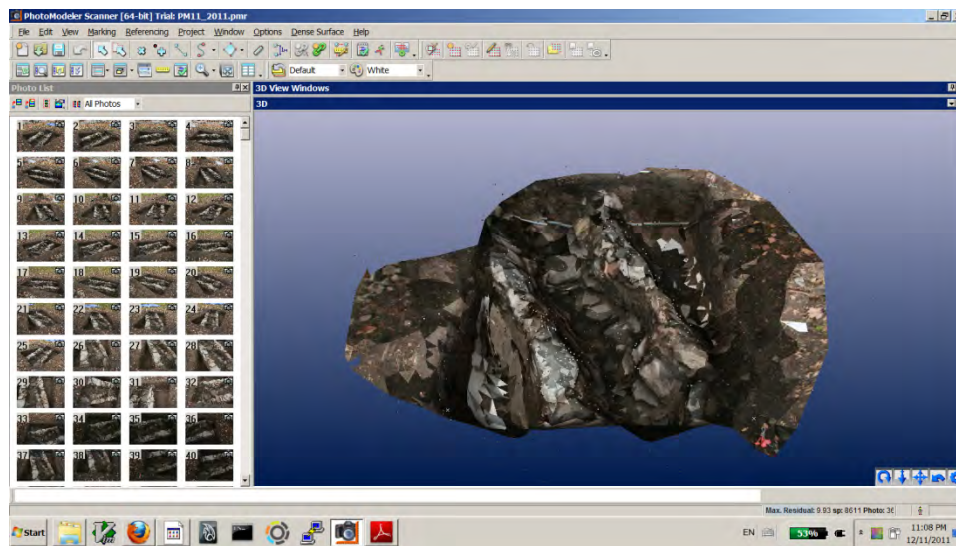 PhotoModeler Scanner [64-bit] Trial: PM11_2011.pmr
File Edit View Marking Referencing Project Window Options Dense Surface Help
Default White
Photo List
3D View Windows
All Photos
3D
1 2 3 4
5 6 7 8
9 10 11 12
13 14 15 16
17 18 19 20
21 22 23 24
25 26 27 28
29 30 31 32
33 34 35 36
37 38 39 40
Max. Residual: 9.93 sp: 8611 Photo: 36
Start
EN
53%
11:08 PM
12/11/2011